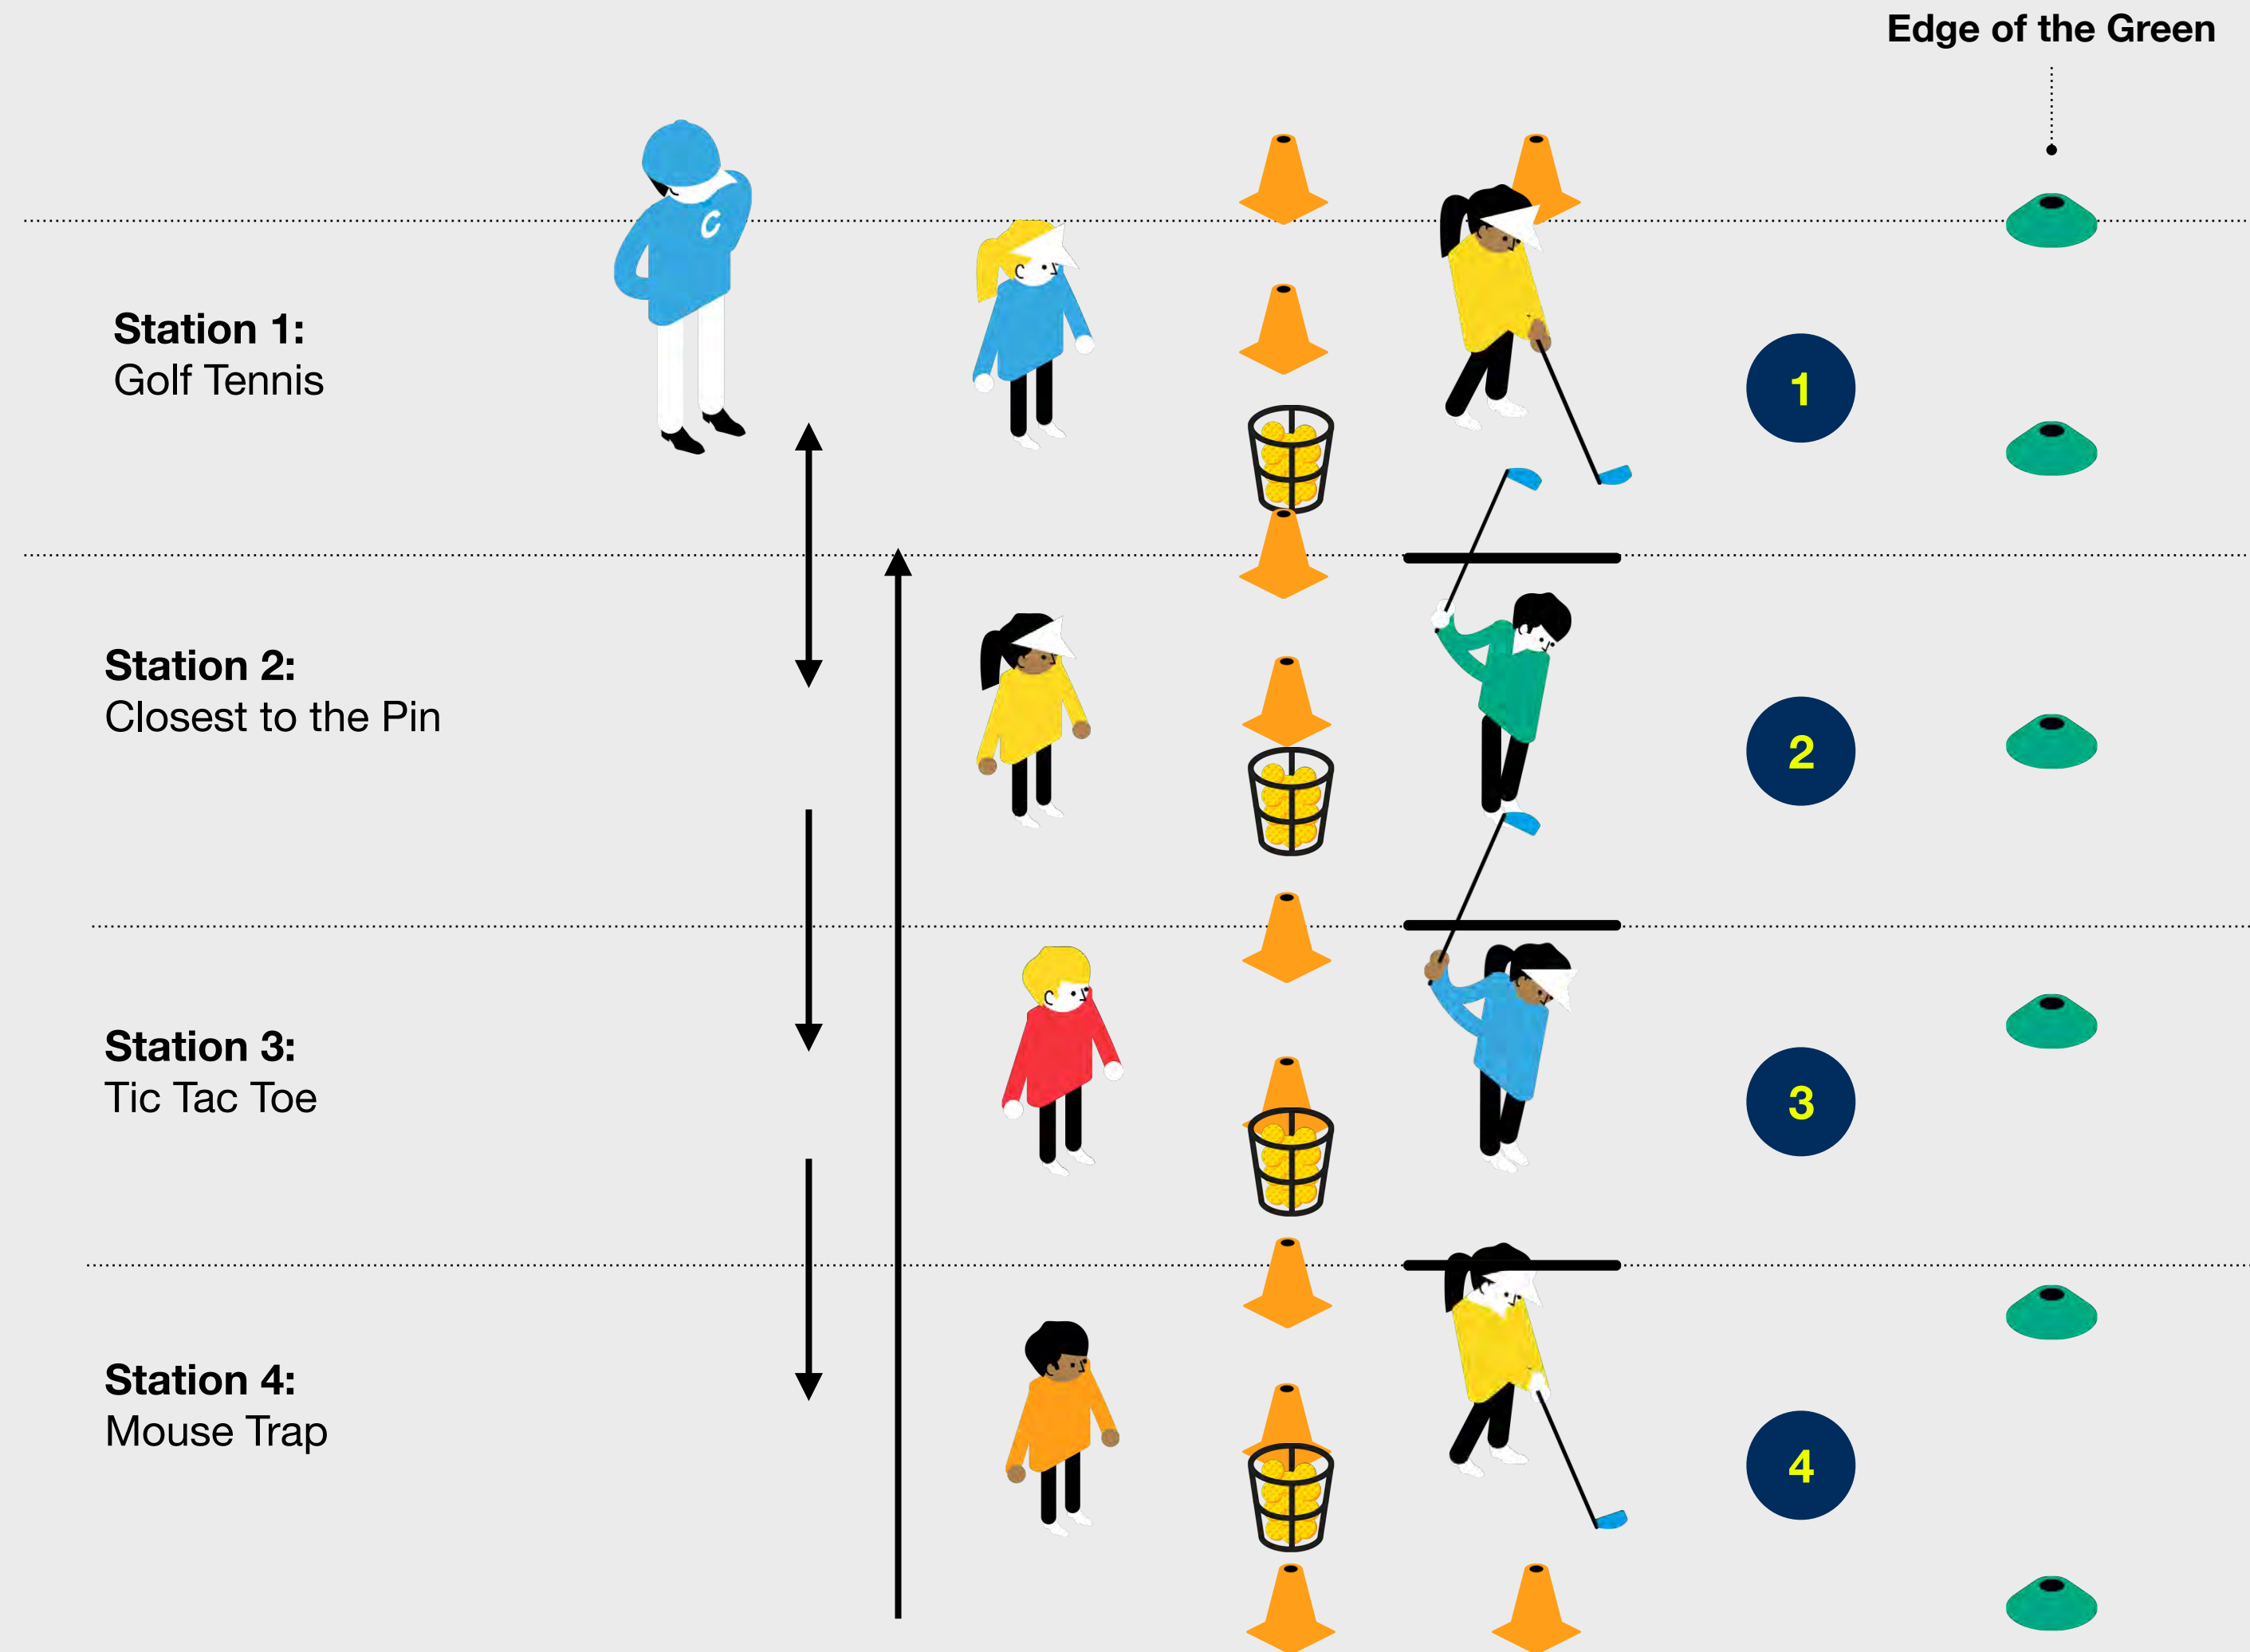 Edge of the Green
C
Station 1:
Golf Tennis
1
Station 2:
Closest to the Pin
2
Station 3:
Tic Tac Toe
3
Station 4:
Mouse Trap
4